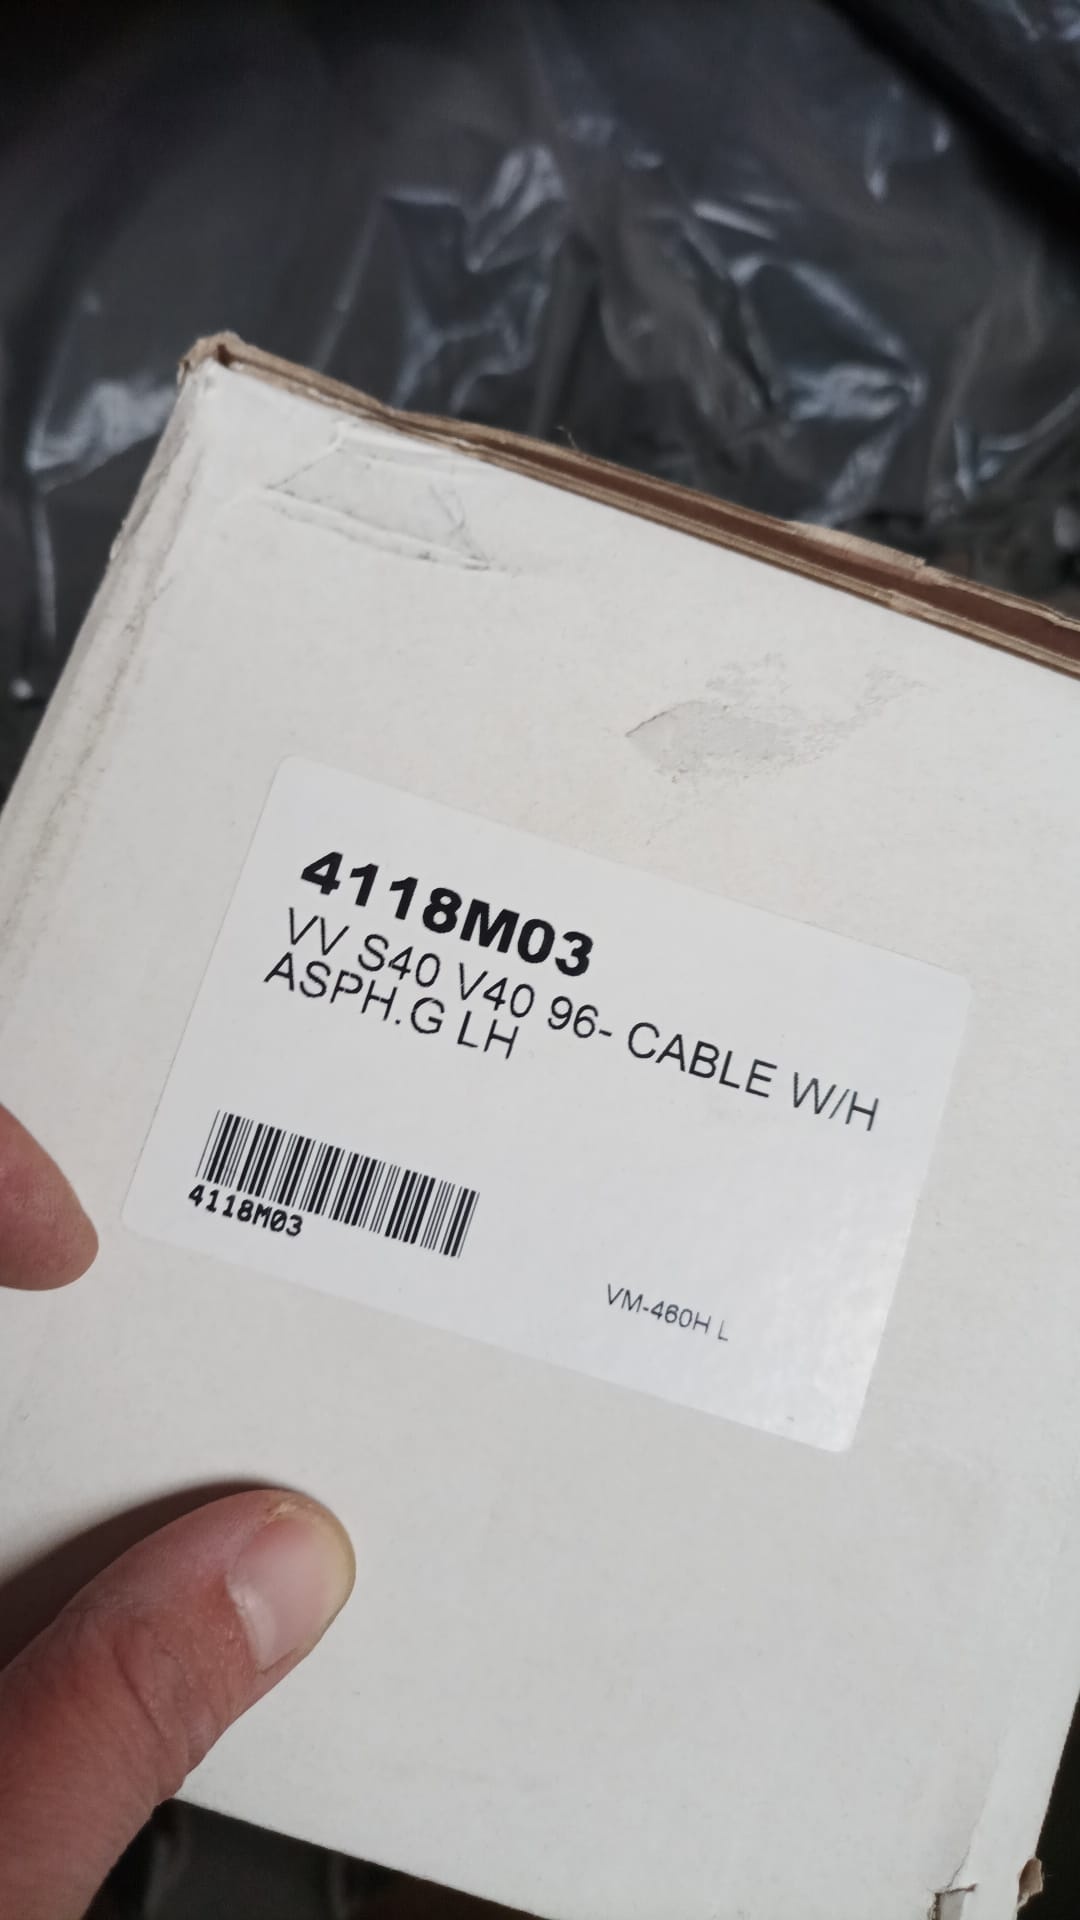 4118M03
VV S40 V40 96- CABLE W/H
ASPH.G LH
4118M03
VM-460H L